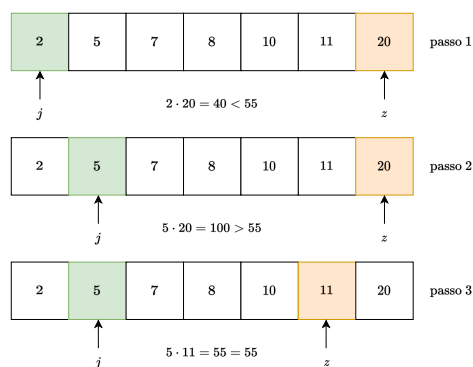 2 5 7 8 10 11 20 passo 1
j 2 · 20 = 40 < 55 z
2 5 7 8 10 11 20 passo 2
j 5 · 20 = 100 > 55 z
2 5 7 8 10 11 20 passo 3
j 5 · 11 = 55 = 55 z